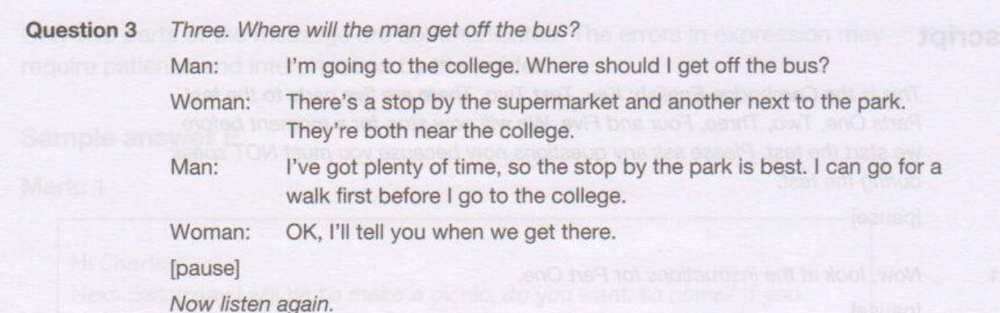 Question 3 Three. Where will the man get off the bus?
Man: I'm going to the college. Where should I get off the bus?
Woman: There's a stop by the supermarket and another next to the park.
They're both near the college.
Man: I've got plenty of time, so the stop by the park is best. I can go for a
walk first before I go to the college.
Woman: OK, I'll tell you when we get there.
[pause]
Now listen again.